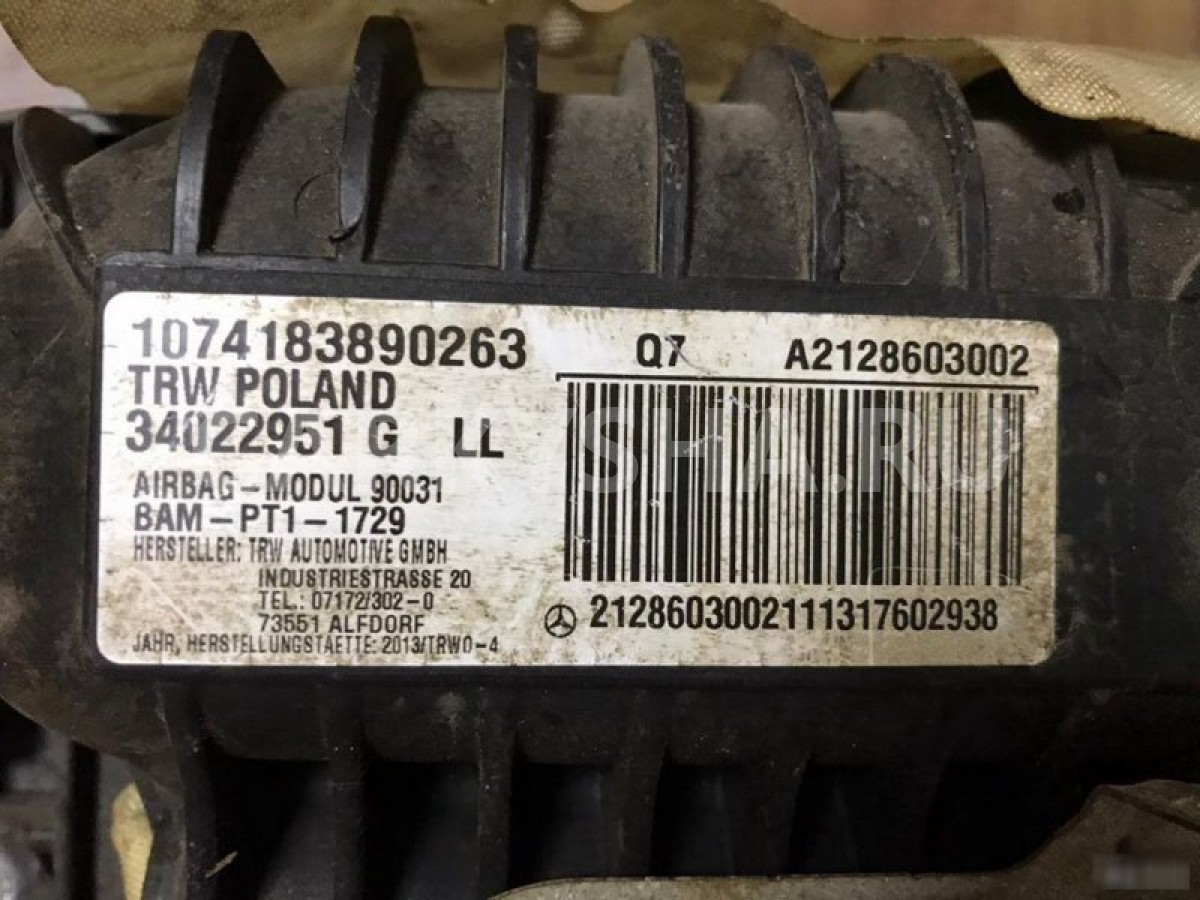 1074183890263 Q7 A2128603002
TRW POLAND
34022951 G LL
AIRBAG-MODUL 90031
BAM-PT1-1729
HERSTELLER: TRW AUTOMOTIVE GMBH
INDUSTRIESTRASSE 20
TEL.: 07172/302-0
73551 ALFDORF
JAHR, HERSTELLUNGSTAETTE: 2013/TRWO-4
2128603002111317602938